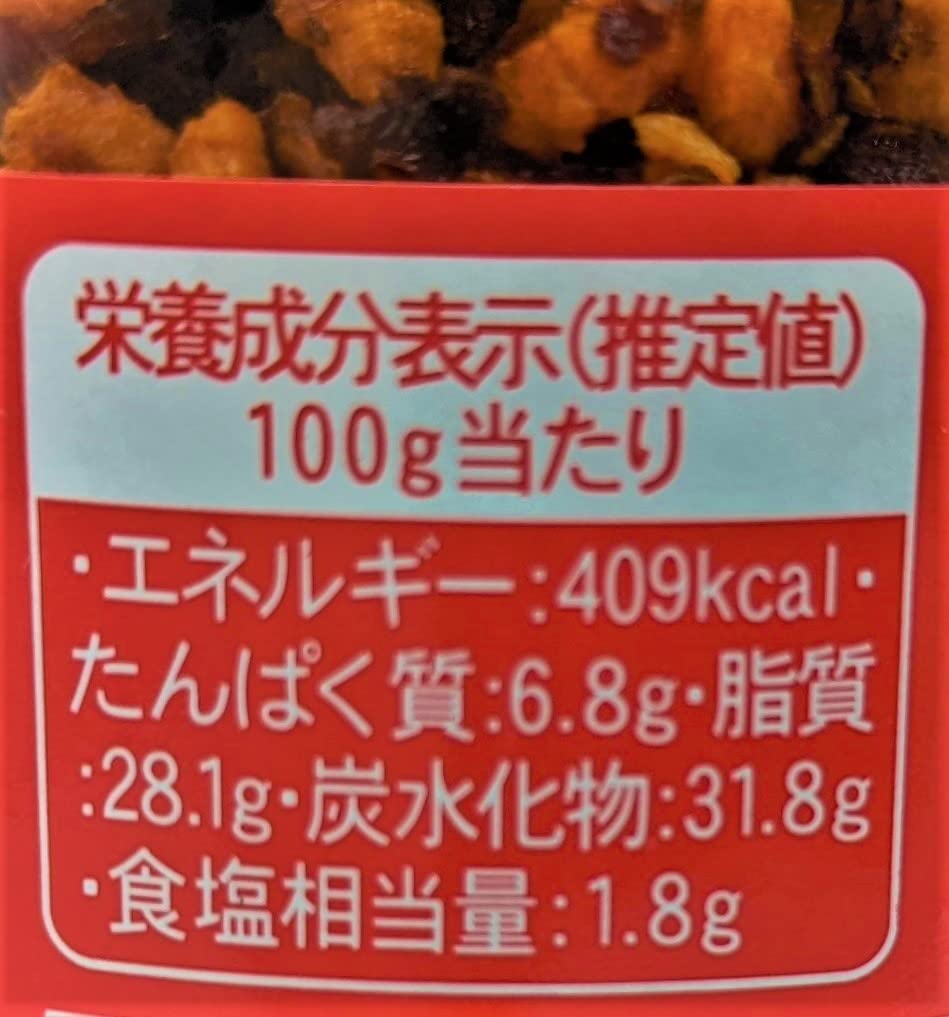 栄養成分表示(推定値)
100g当たり
・エネルギー:409kcal・
たんぱく質:6.8g・脂質
:28.1g・炭水化物:31.8g
・食塩相当量:1.8g